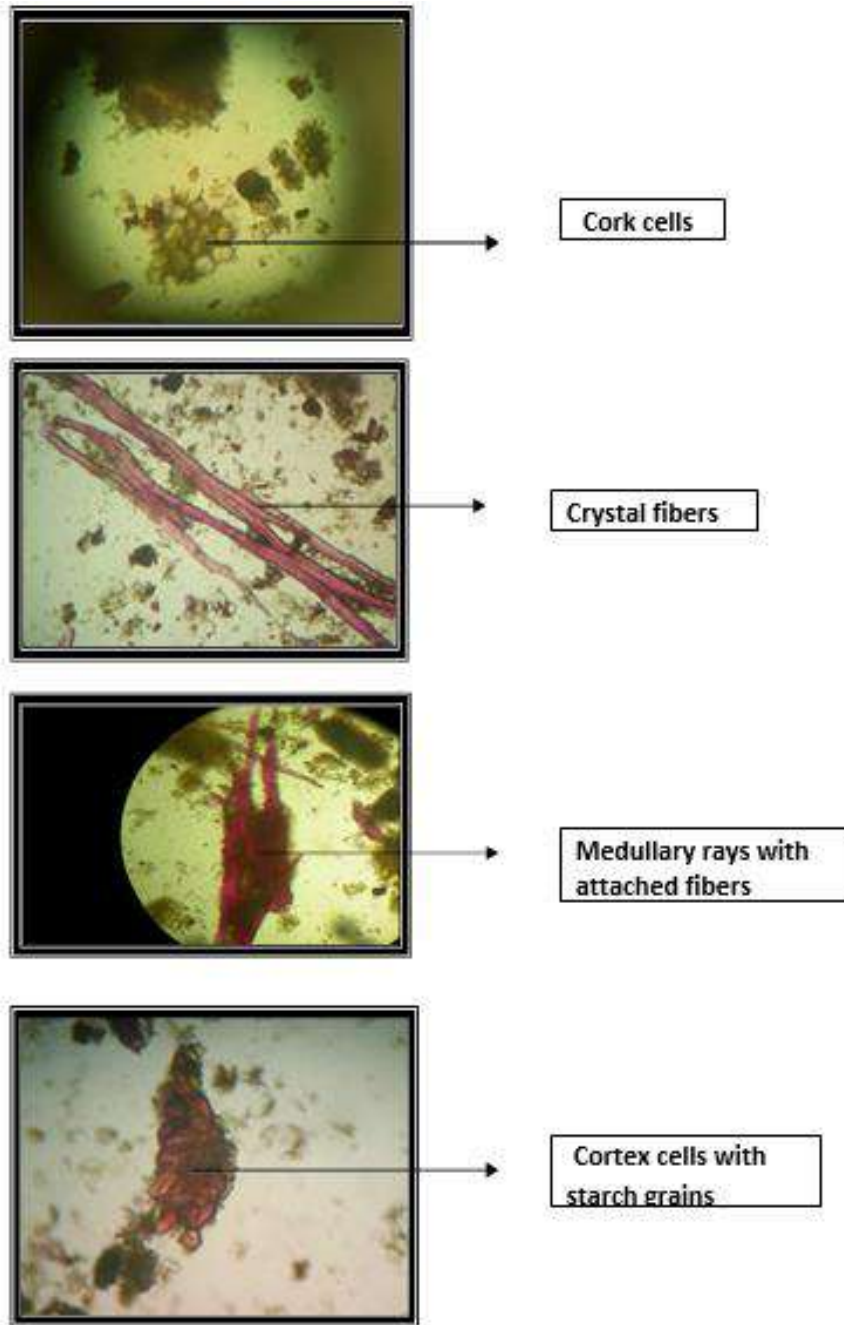 Cork cells
Crystal fibers
Medullary rays with
attached fibers
Cortex cells with
starch grains